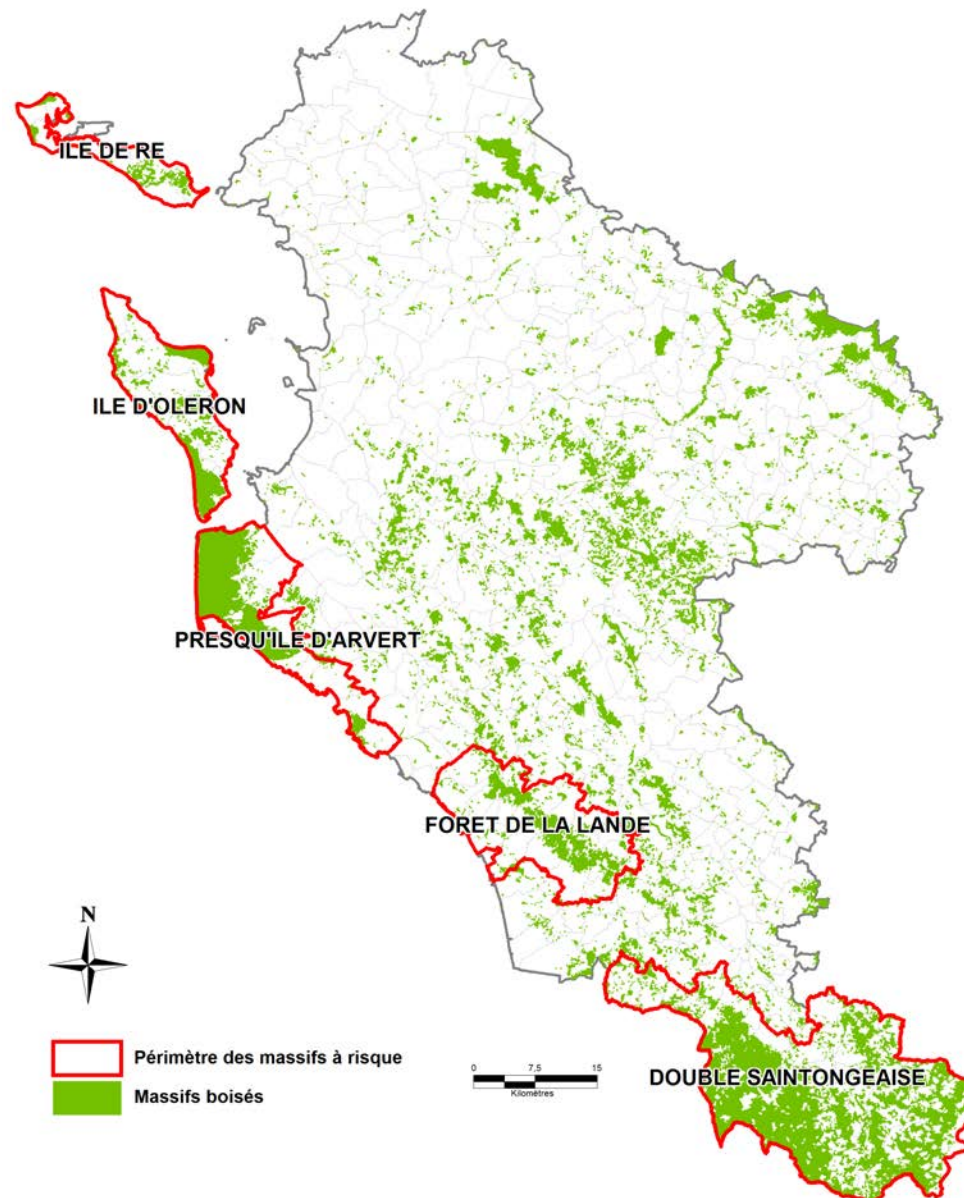 ILE DE RE
ILE D'OLERON
PRESQU'ILE D'ARVERT
FORET DE LA LANDE
DOUBLE SAINTONGEAISE
N
Périmètre des massifs à risque
Massifs boisés
0 7,5 15
Kilomètres